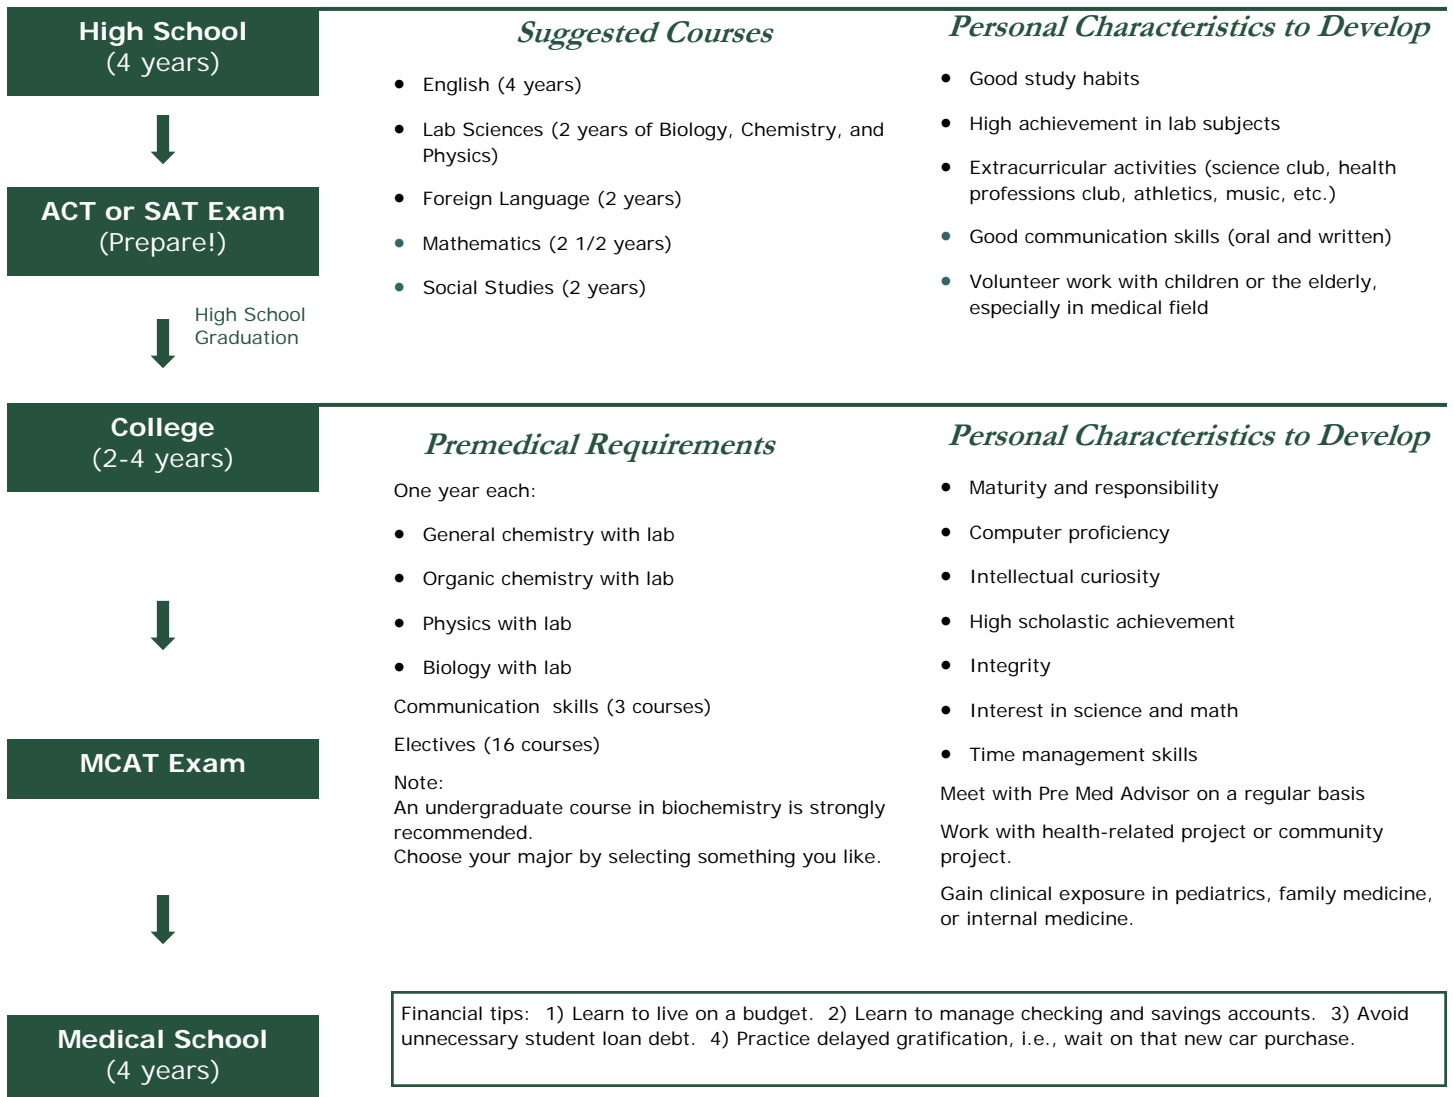 High School
(4 years)
Suggested Courses
• English (4 years)
• Lab Sciences (2 years of Biology, Chemistry, and
Physics)
• Foreign Language (2 years)
• Mathematics (2 1/2 years)
• Social Studies (2 years)
Personal Characteristics to Develop
• Good study habits
• High achievement in lab subjects
• Extracurricular activities (science club, health
professions club, athletics, music, etc.)
• Good communication skills (oral and written)
• Volunteer work with children or the elderly,
especially in medical field
ACT or SAT Exam
(Prepare!)
High School
Graduation
College
(2-4 years)
Premedical Requirements
One year each:
• General chemistry with lab
• Organic chemistry with lab
• Physics with lab
• Biology with lab
Communication  skills (3 courses)
Electives (16 courses)
Note:
An undergraduate course in biochemistry is strongly
recommended.
Choose your major by selecting something you like.
Personal Characteristics to Develop
• Maturity and responsibility
• Computer proficiency
• Intellectual curiosity
• High scholastic achievement
• Integrity
• Interest in science and math
• Time management skills
Meet with Pre Med Advisor on a regular basis
Work with health-related project or community
project.
Gain clinical exposure in pediatrics, family medicine,
or internal medicine.
MCAT Exam
Medical School
(4 years)
Financial tips:  1) Learn to live on a budget.  2) Learn to manage checking and savings accounts.  3) Avoid
unnecessary student loan debt.  4) Practice delayed gratification, i.e., wait on that new car purchase.